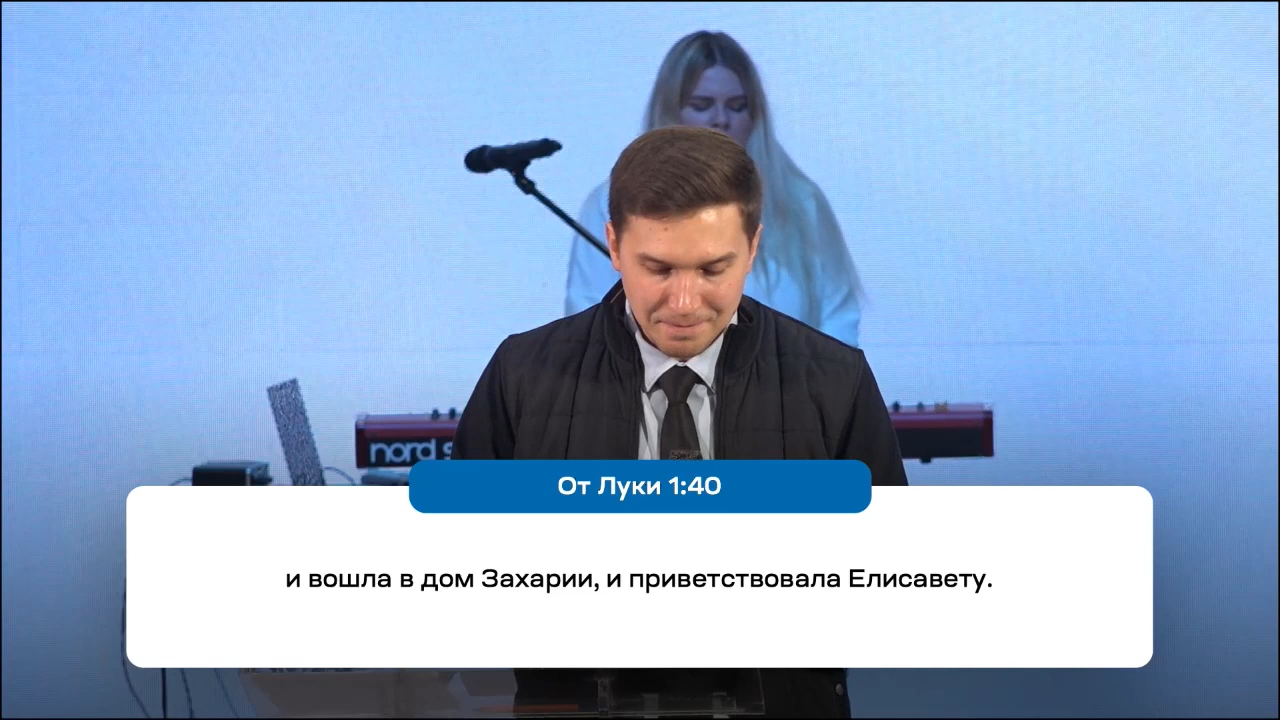 nord s
От Луки 1:40
и вошла в дом Захарии, и приветствовала Елисавету.